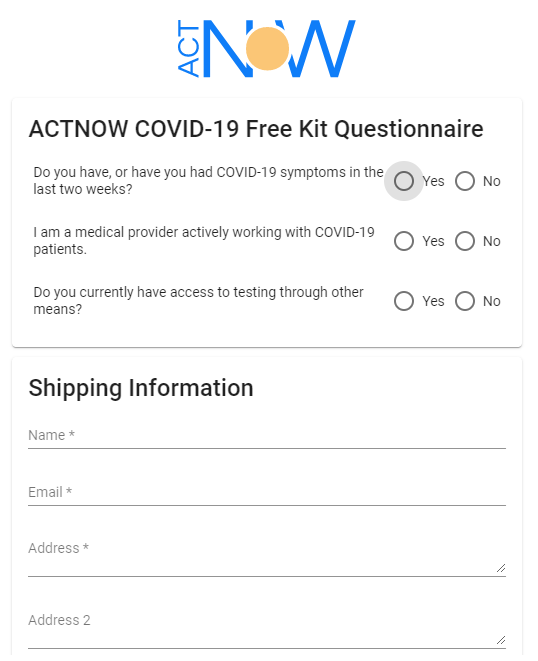 ACT
NOW
ACTNOW COVID-19 Free Kit Questionnaire
Do you have, or have you had COVID-19 symptoms in the
last two weeks?
Yes No
I am a medical provider actively working with COVID-19
patients.
Yes No
Do you currently have access to testing through other
means?
Yes No
Shipping Information
Name *
Email *
Address *
Address 2